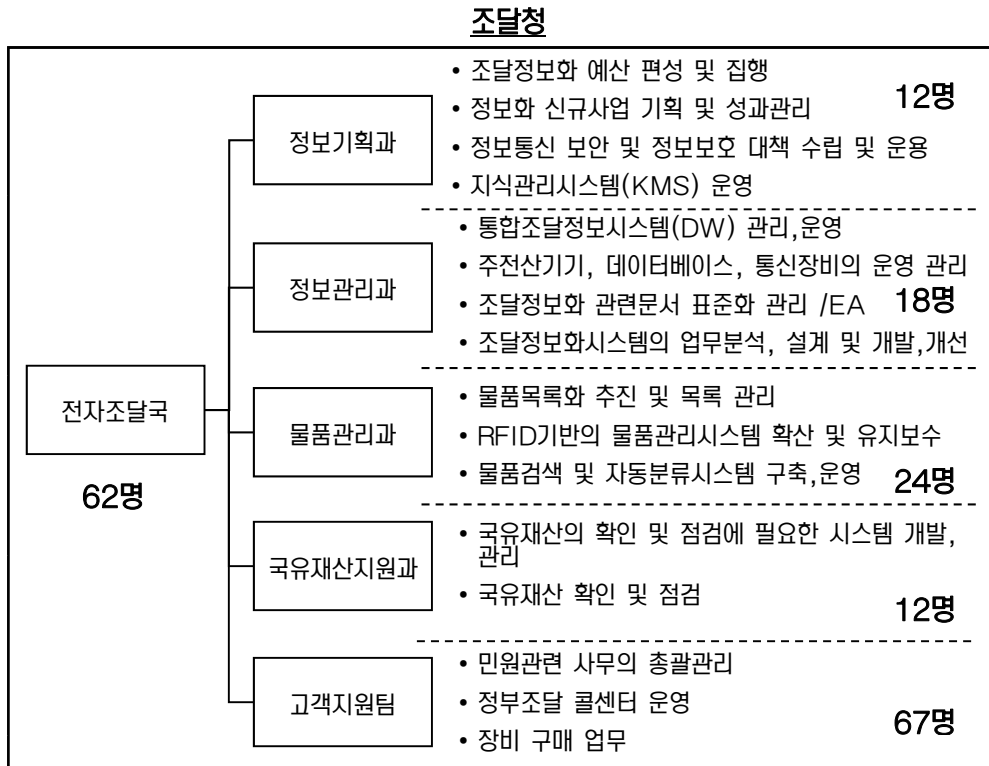 조달청
• 조달정보화 예산 편성 및 집행
12명
• 정보화 신규사업 기획 및 성과관리
정보기획과
• 정보통신 보안 및 정보보호 대책 수립 및 운용
• 지식관리시스템(KMS) 운영
• 통합조달정보시스템(DW) 관리,운영
• 주전산기기, 데이터베이스, 통신장비의 운영 관리
정보관리과
• 조달정보화 관련문서 표준화 관리 /EA
18명
• 조달정보화시스템의 업무분석, 설계 및 개발,개선
전자조달국
62명
• 물품목록화 추진 및 목록 관리
물품관리과
• RFID기반의 물품관리시스템 확산 및 유지보수
• 물품검색 및 자동분류시스템 구축,운영
24명
• 국유재산의 확인 및 점검에 필요한 시스템 개발,
관리
국유재산지원과
• 국유재산 확인 및 점검
12명
• 민원관련 사무의 총괄관리
고객지원팀
• 정부조달 콜센터 운영
67명
• 장비 구매 업무